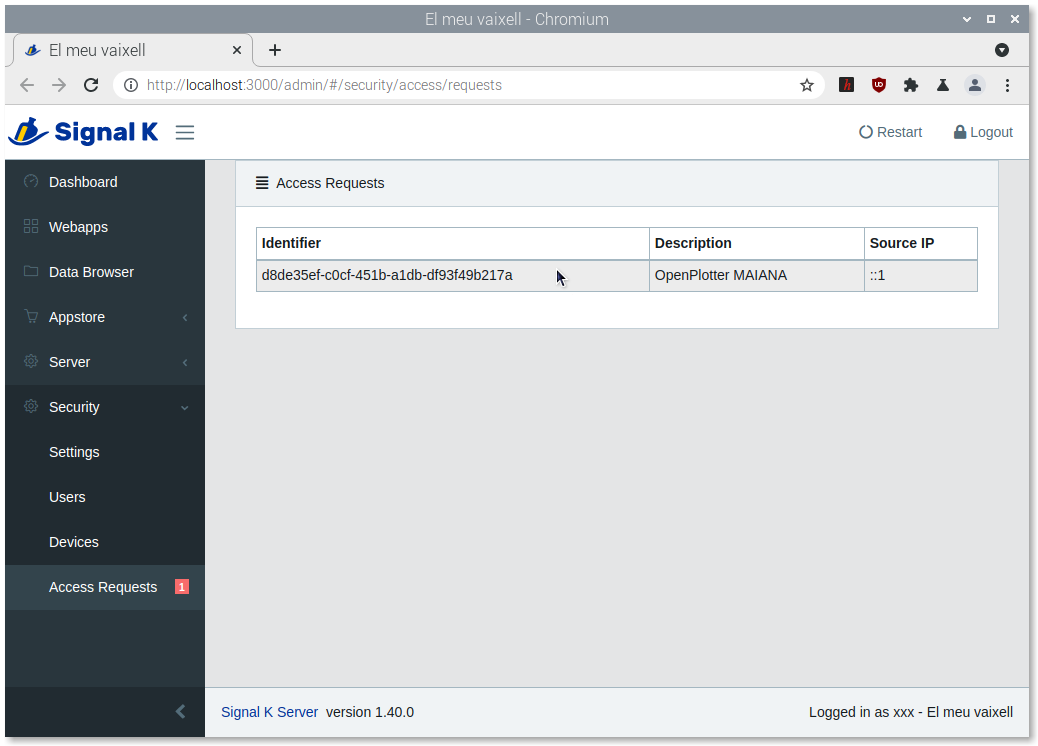 El meu vaixell - Chromium
El meu vaixell
http://localhost:3000/admin/#/security/access/requests
Signal K
Restart
Logout
Dashboard
Webapps
Data Browser
Appstore
Server
Security
Settings
Users
Devices
Access Requests 1
Access Requests
Identifier Description Source IP
d8de35ef-c0cf-451b-a1db-df93f49b217a OpenPlotter MAIANA ::1
Signal K Server version 1.40.0
Logged in as xxx - El meu vaixell